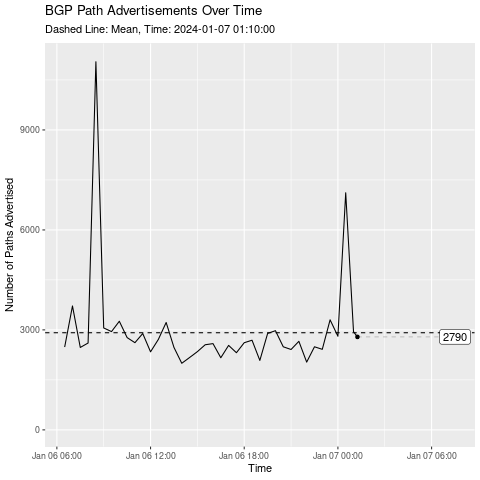 BGP Path Advertisements Over Time
Dashed Line: Mean, Time: 2024-01-07 01:10:00
Number of Paths Advertised
9000
6000
3000
0
2790
Jan 06 06:00
Jan 06 12:00
Jan 06 18:00
Jan 07 00:00
Jan 07 06:00
Time